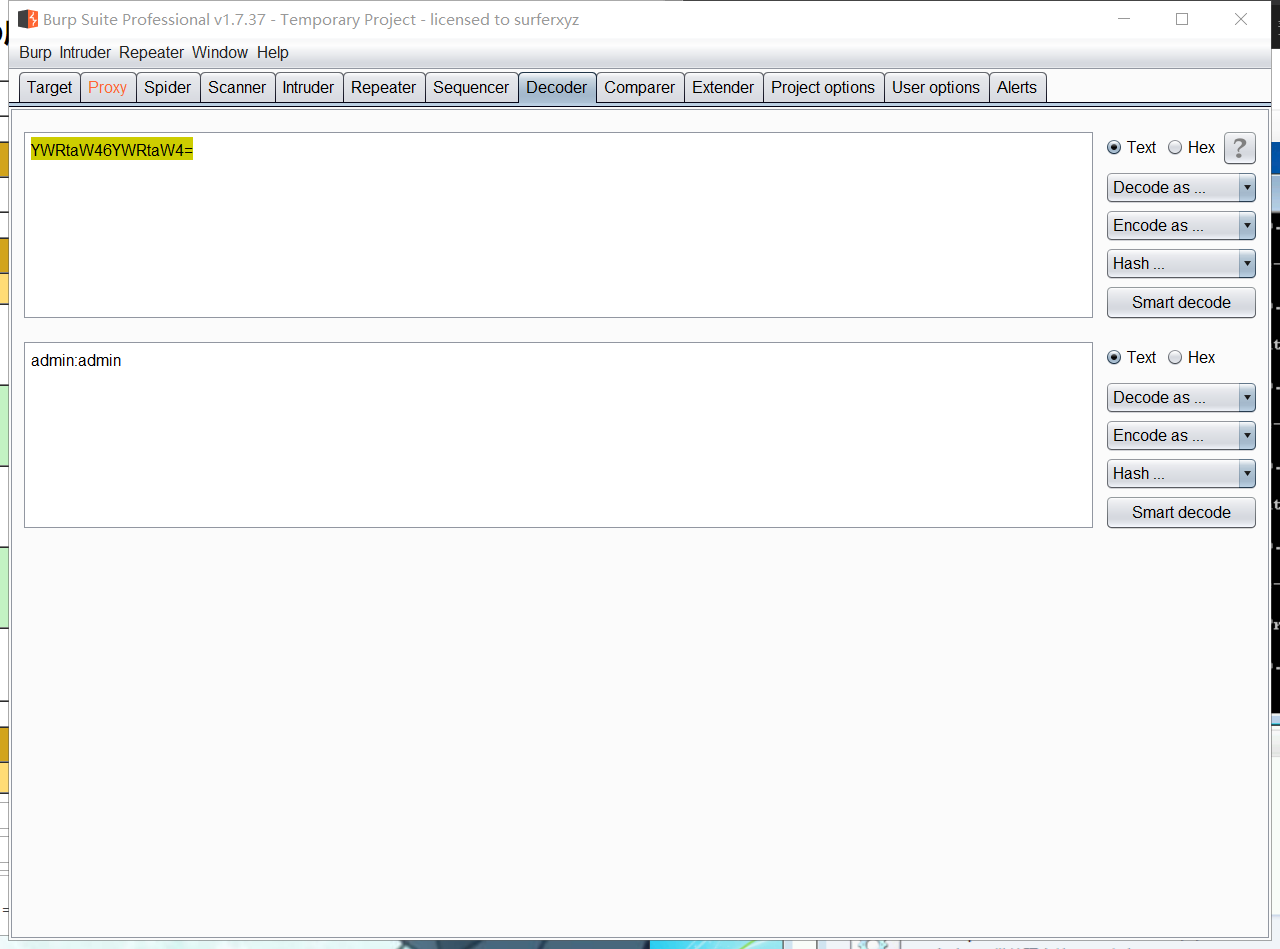 Burp Suite Professional v1.7.37 - Temporary Project - licensed to surferxyz
Burp Intruder Repeater Window Help
Target Proxy Spider Scanner Intruder Repeater Sequencer Decoder Comparer Extender Project options User options Alerts
YWRtaW46YWRtaW4=
Text Hex ?
Decode as ...
Encode as ...
Hash ...
Smart decode
admin:admin
Text Hex
Decode as ...
Encode as ...
Hash ...
Smart decode